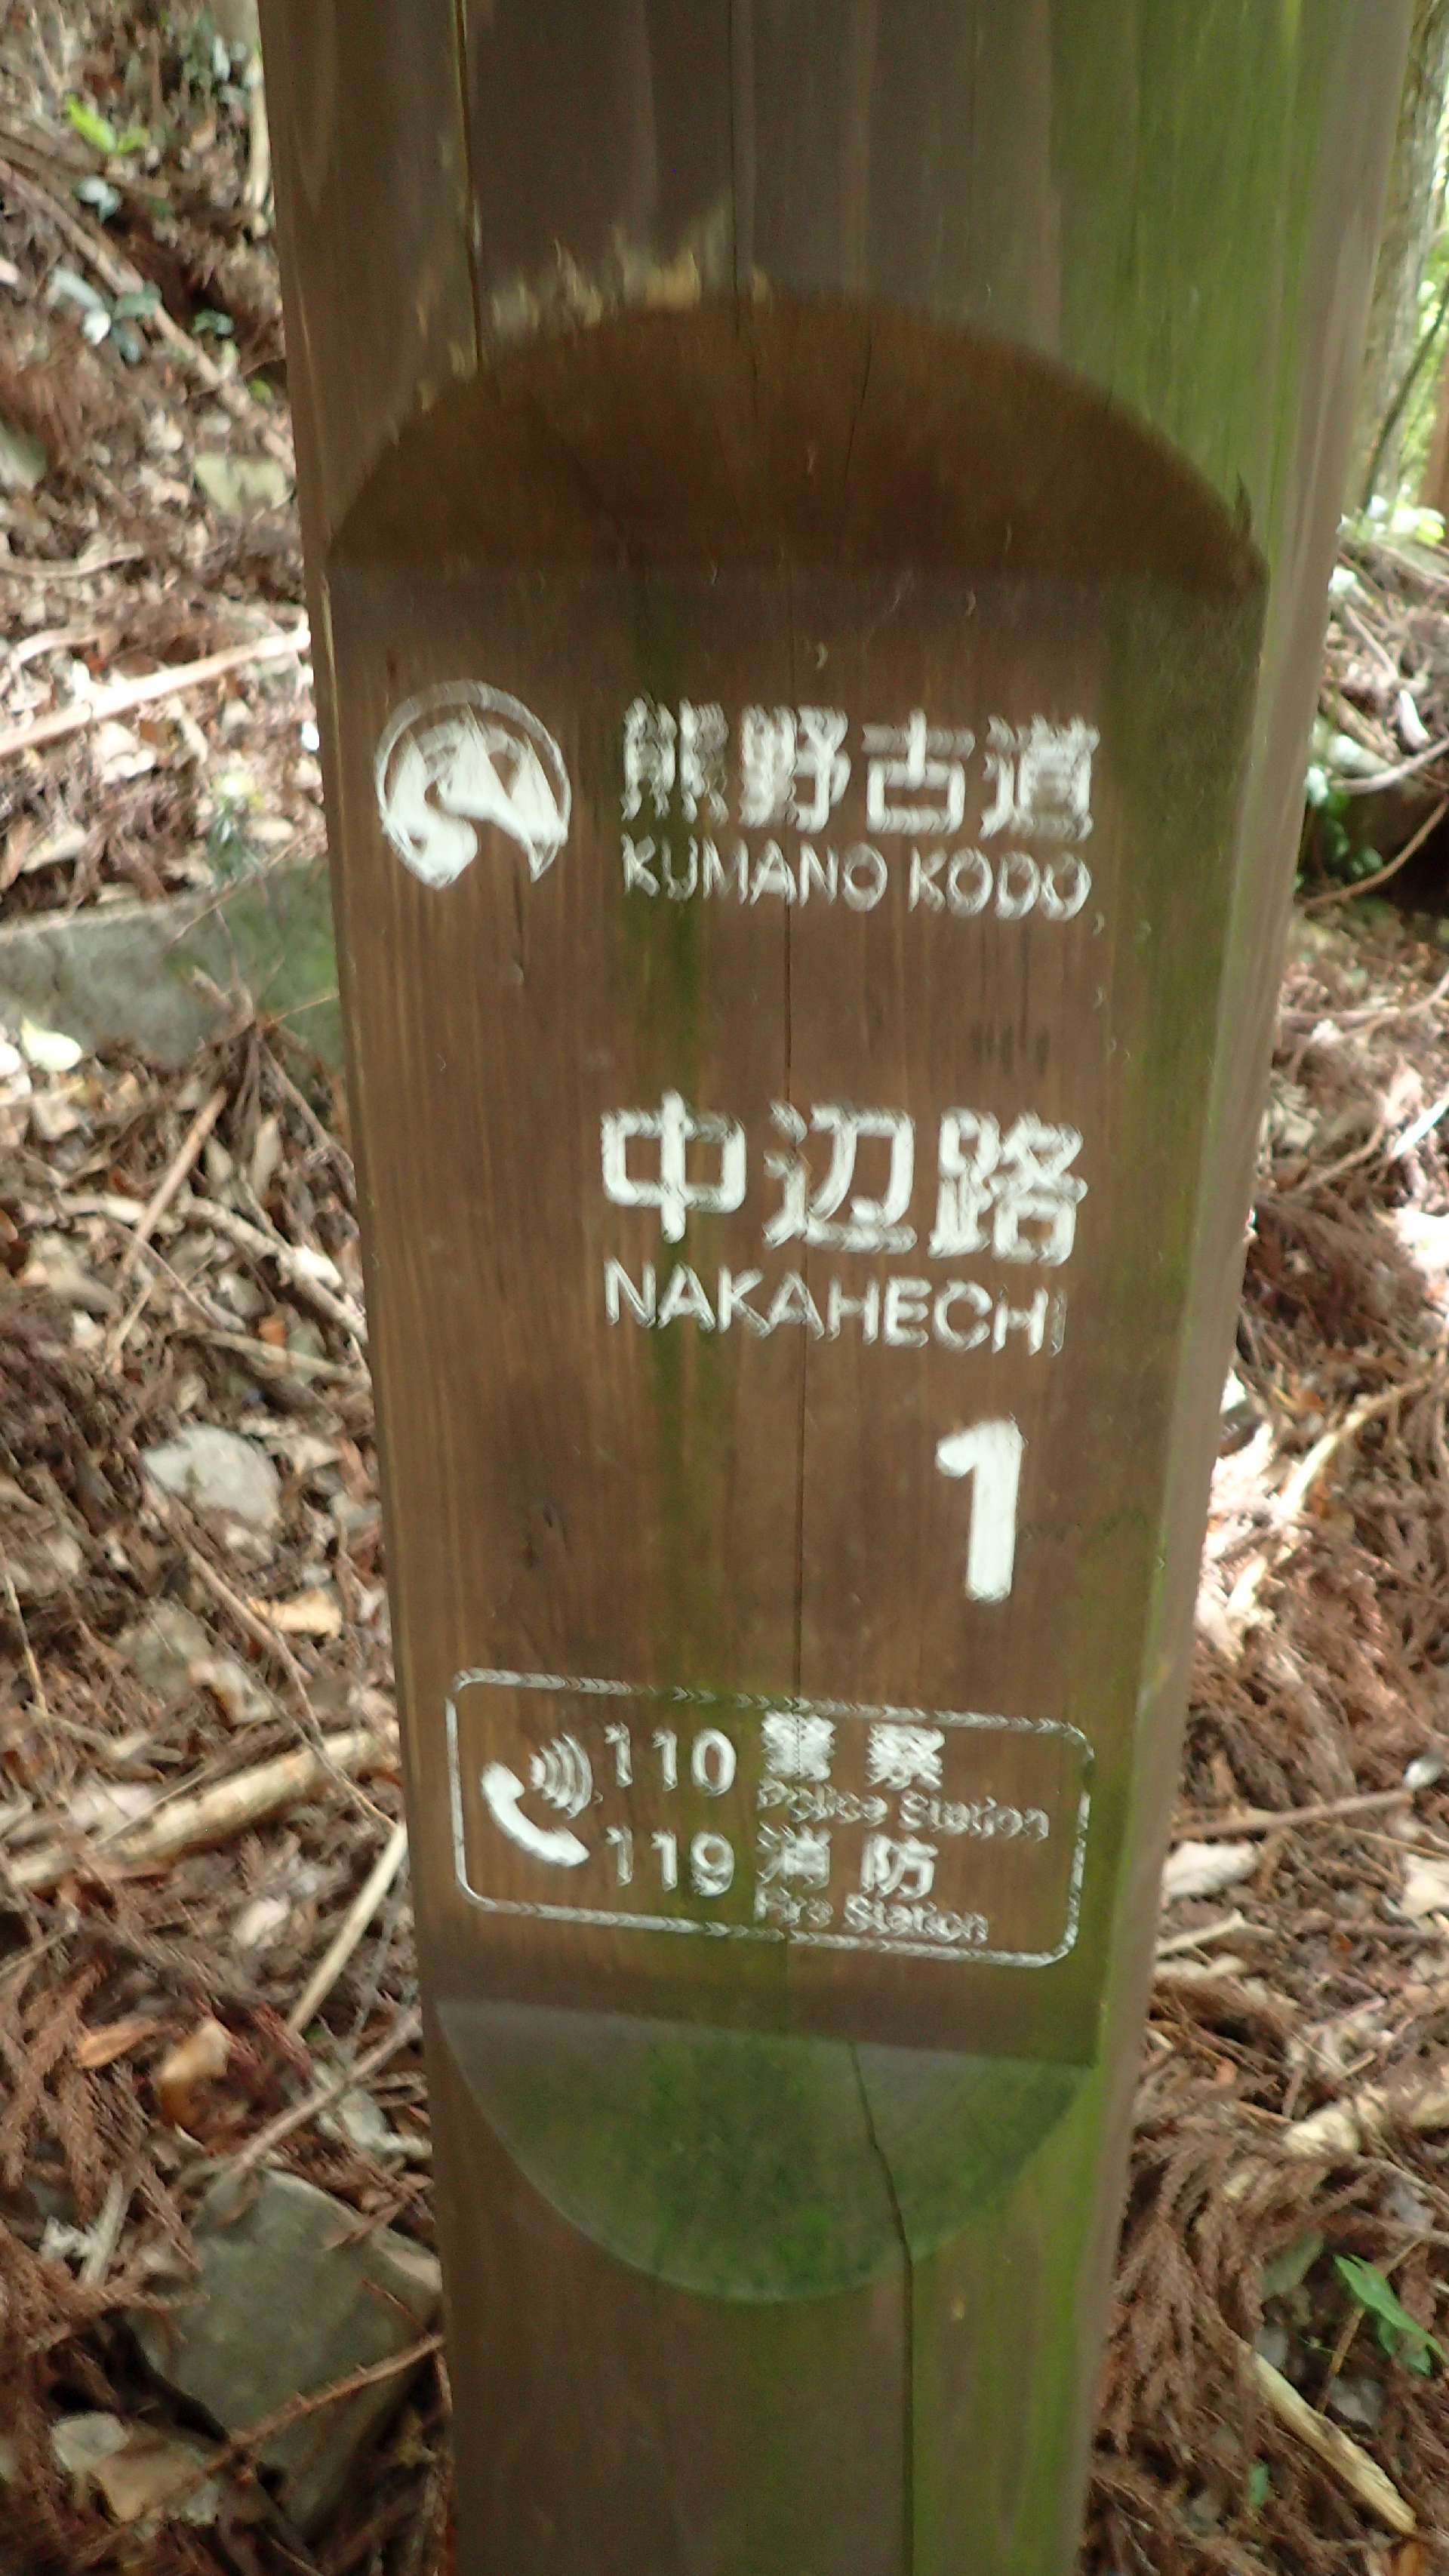 熊野古道
KUMANO KODO
中辺路
NAKAHECHI
1
110 警察
Police Station
119 消防
Fire Station